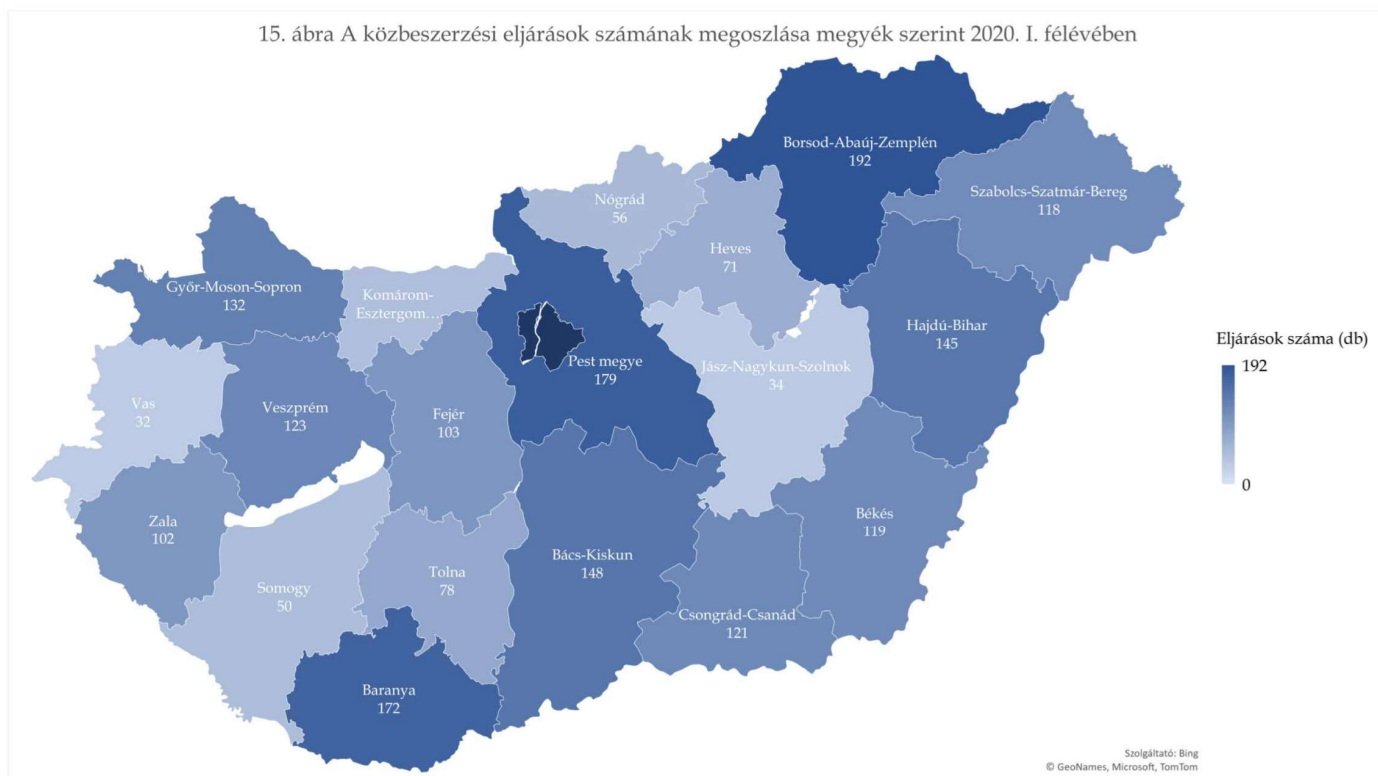 15. ábra A közbeszerzési eljárások számának megoszlása megyék szerint 2020. I. félévében
Borsod-Abaúj-Zemplén
192
Szabolcs-Szatmár-Bereg
118
Nógrád
56
Heves
71
Győr-Moson-Sopron
132
Komárom-
Esztergom…
Hajdú-Bihar
145
Pest megye
179
Jász-Nagykun-Szolnok
34
Vas
32
Veszprém
123
Fejér
103
Zala
102
Békés
119
Bács-Kiskun
148
Tolna
78
Somogy
50
Csongrád-Csanád
121
Baranya
172
Eljárások száma (db)
192
0
Szolgáltató: Bing
© GeoNames, Microsoft, TomTom